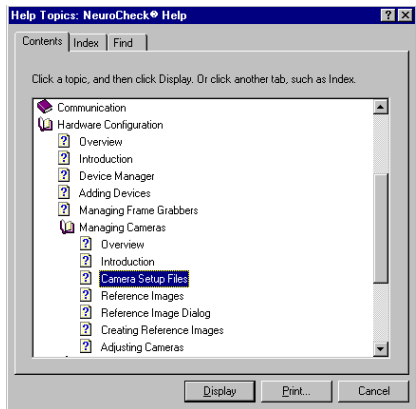 Help Topics: NeuroCheck® Help
Contents Index Find
Click a topic, and then click Display. Or click another tab, such as Index.
Communication
Hardware Configuration
Overview
Introduction
Device Manager
Adding Devices
Managing Frame Grabbers
Managing Cameras
Overview
Introduction
Camera Setup Files
Reference Images
Reference Image Dialog
Creating Reference Images
Adjusting Cameras
Display Print... Cancel